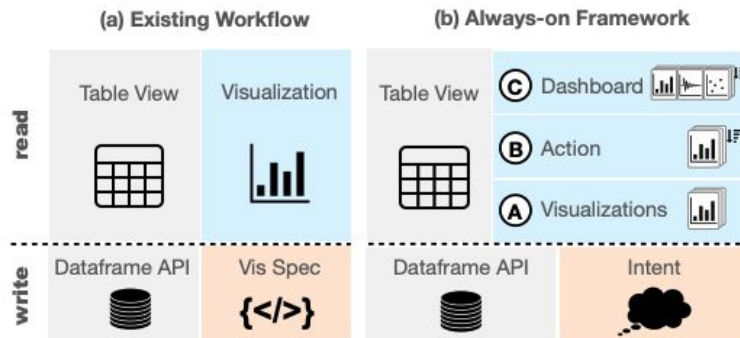 (a) Existing Workflow
(b) Always-on Framework
read
Table View
Visualization
Table View
C Dashboard
B Action
A Visualizations
write
Dataframe API
Vis Spec
{</>}
Dataframe API
Intent